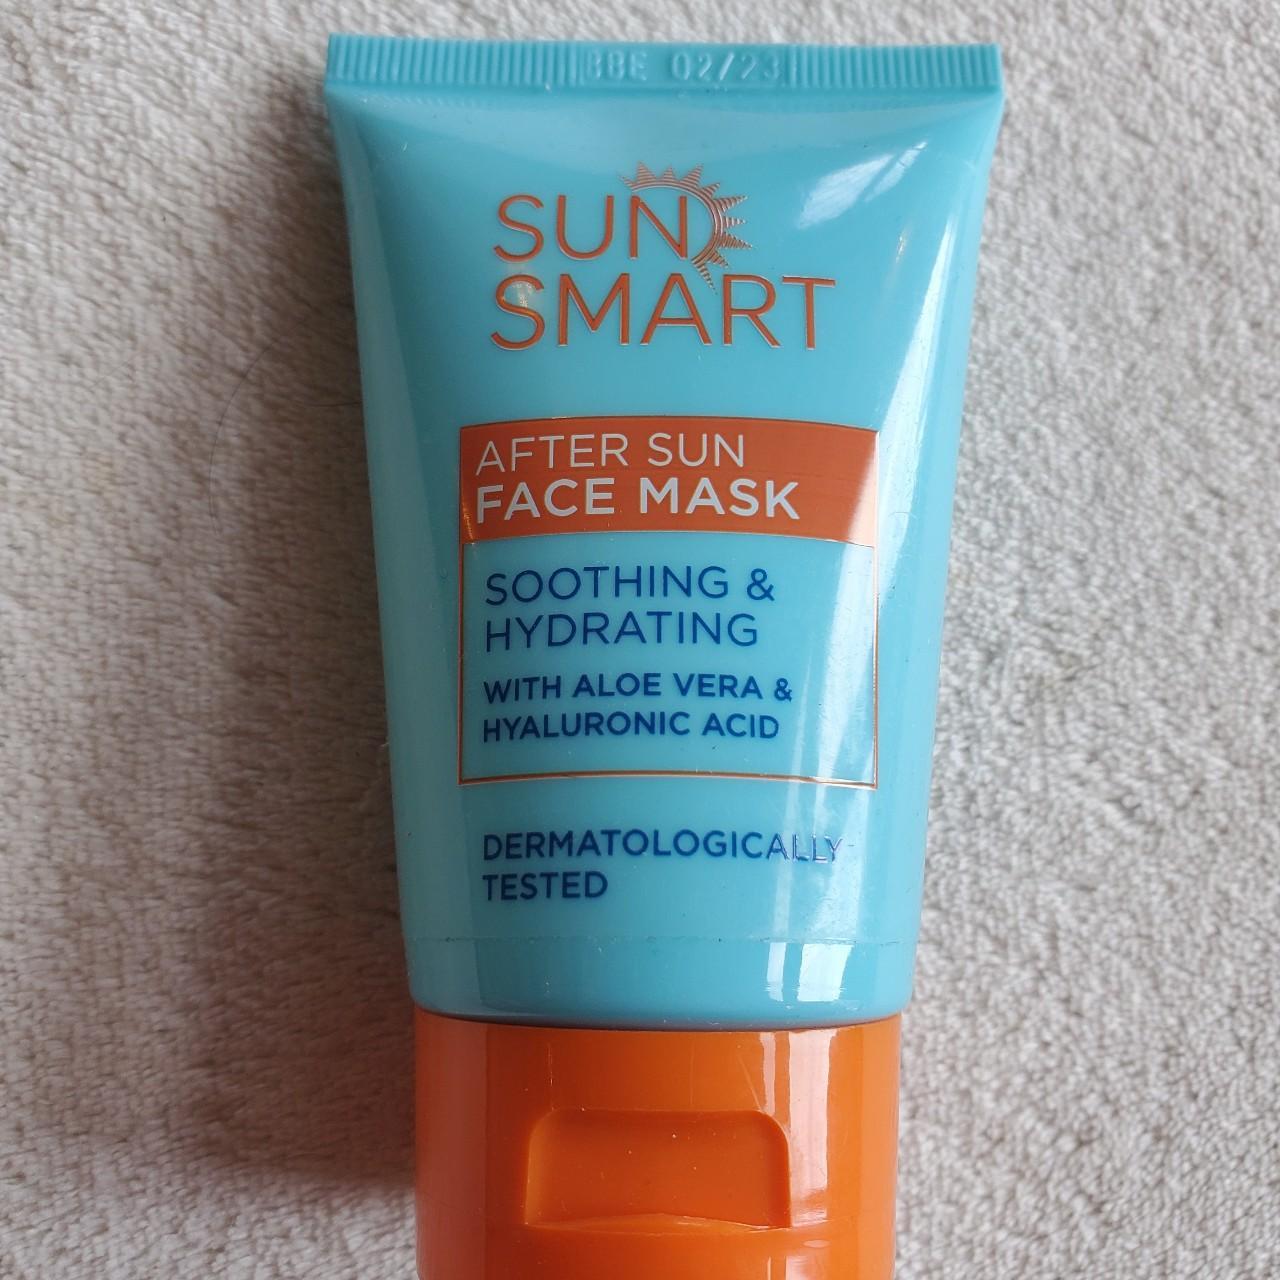 BBE 02/23
SUN
SMART
AFTER SUN
FACE MASK
SOOTHING &
HYDRATING
WITH ALOE VERA &
HYALURONIC ACID
DERMATOLOGICALLY
TESTED